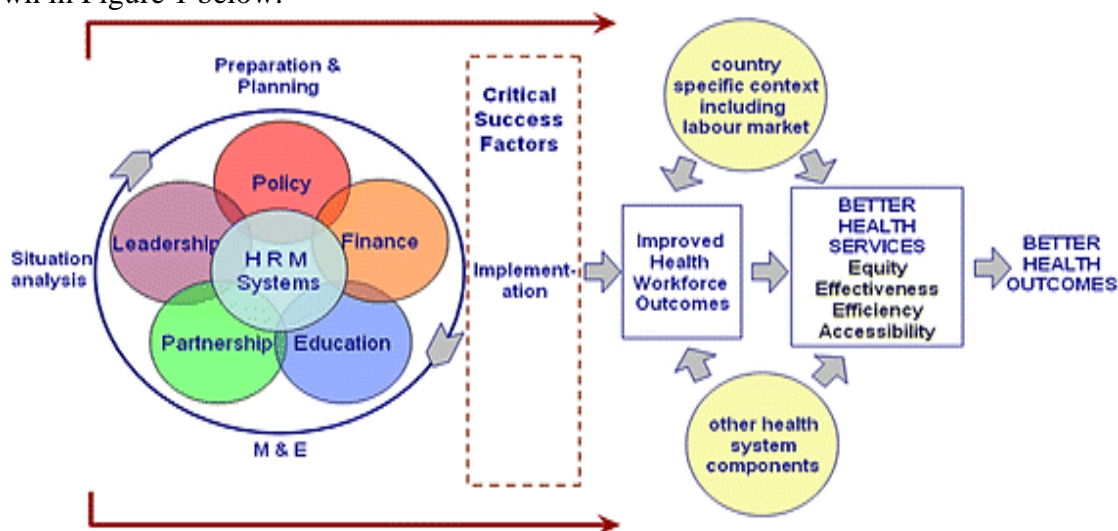 wn in Figure 1 below.
Preparation &
Planning
Policy
Leadership
Finance
H R M
Systems
Partnership
Education
Situation
analysis
M & E
Critical
Success
Factors
Implement-
ation
country
specific context
including
labour market
Improved
Health
Workforce
Outcomes
BETTER
HEALTH
SERVICES
Equity
Effectiveness
Efficiency
Accessibility
BETTER
HEALTH
OUTCOMES
other health
system
components